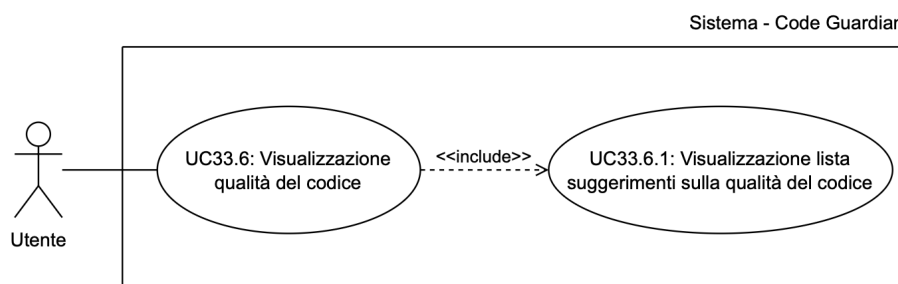 Sistema - Code Guardian
UC33.6: Visualizzazione
qualità del codice
<<include>>
UC33.6.1: Visualizzazione lista
suggerimenti sulla qualità del codice
Utente